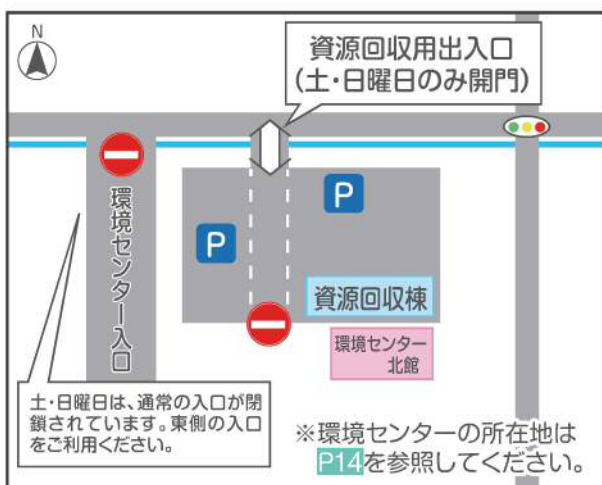 N
資源回収用出入口
(土・日曜日のみ開門)
環境センター入口
P
P
資源回収棟
環境センター
北館
土・日曜日は、通常の入口が閉
鎖されています。東側の入口
をご利用ください。
※環境センターの所在地は
P14を参照してください。